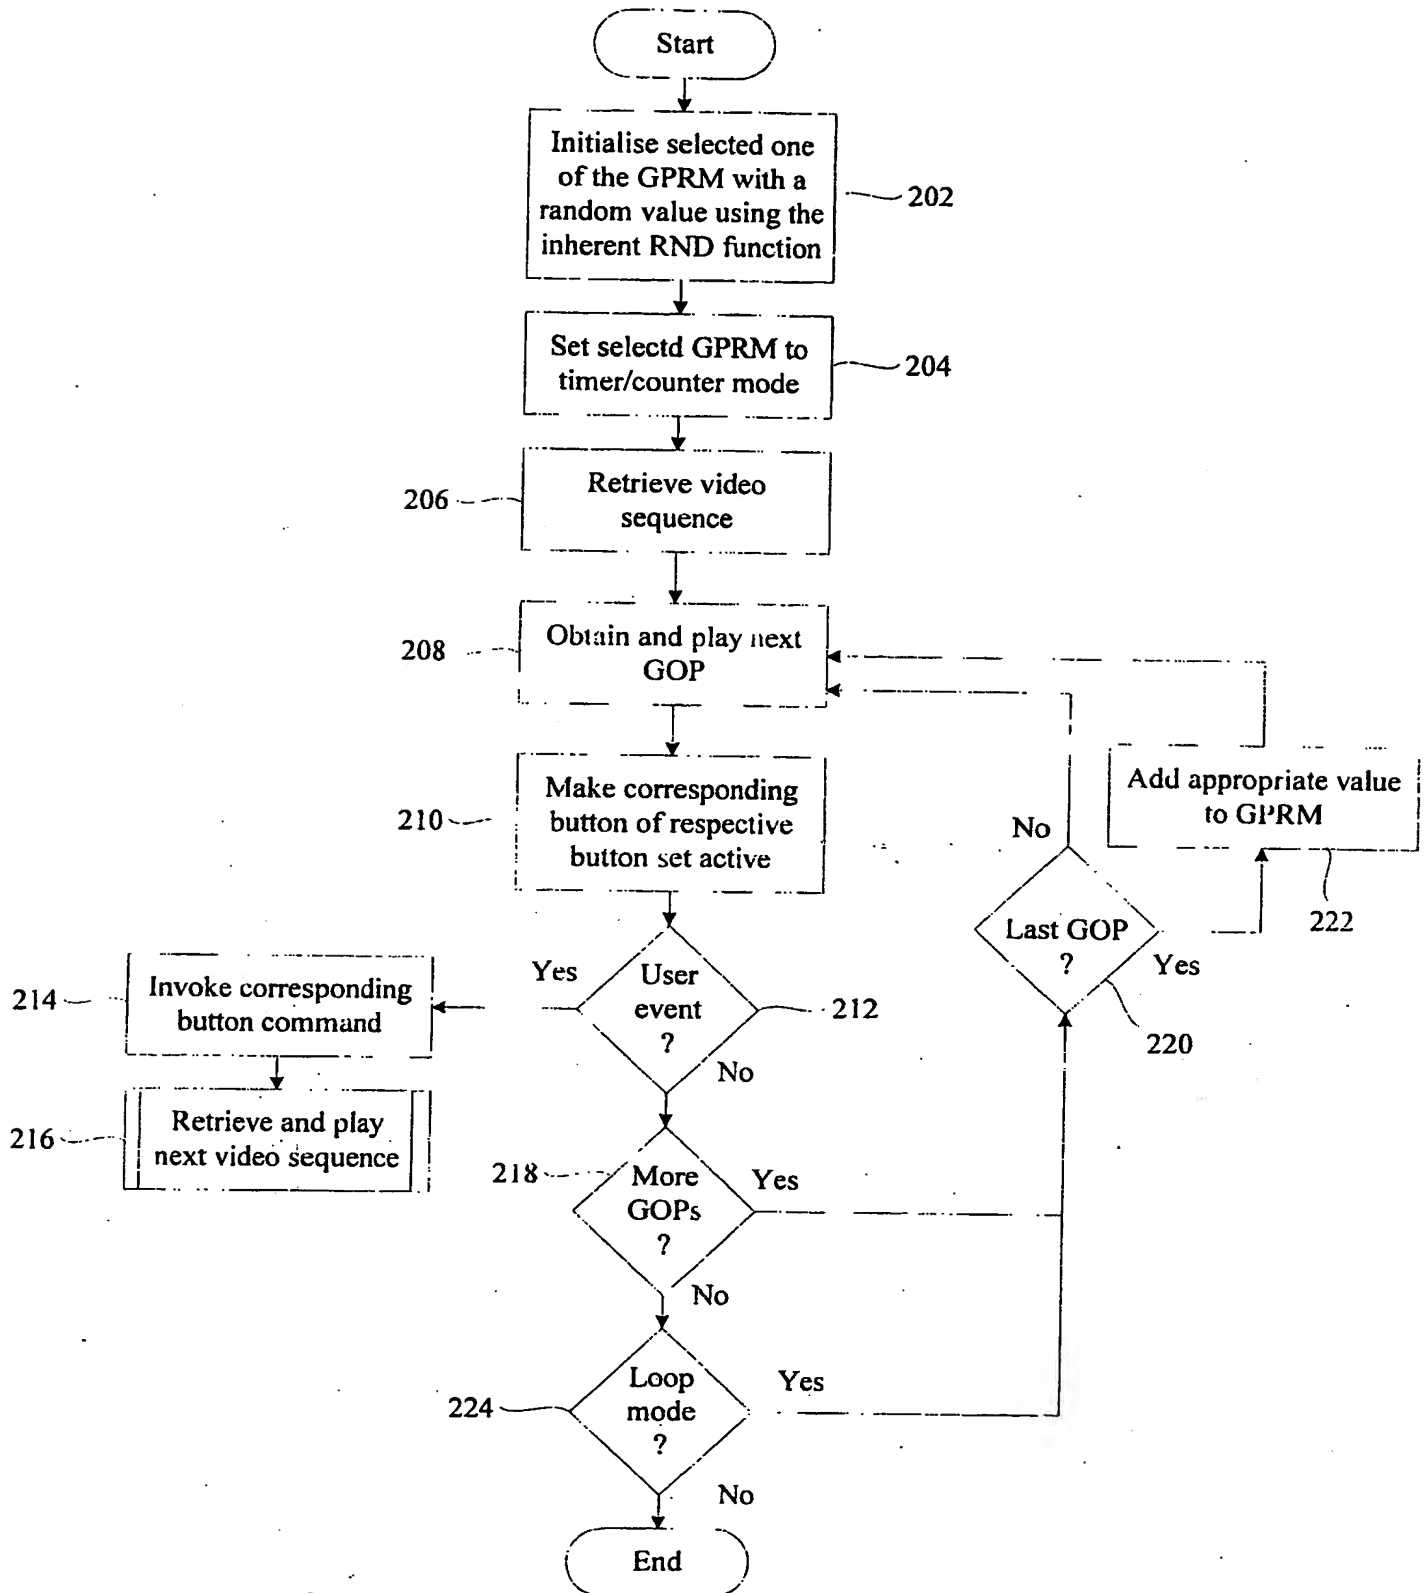 Start
Initialise selected one
of the GPRM with a
random value using the
inherent RND function
202
Set selectd GPRM to
timer/counter mode
204
Retrieve video
sequence
206
Obtain and play next
GOP
208
Make corresponding
button of respective
button set active
210
Add appropriate value
to GPRM
222
No
Last GOP
?
Yes
220
User
event
?
212
Yes
No
Invoke corresponding
button command
214
Retrieve and play
next video sequence
216
More
GOPs
?
218
Yes
No
Loop
mode
?
224
Yes
No
End